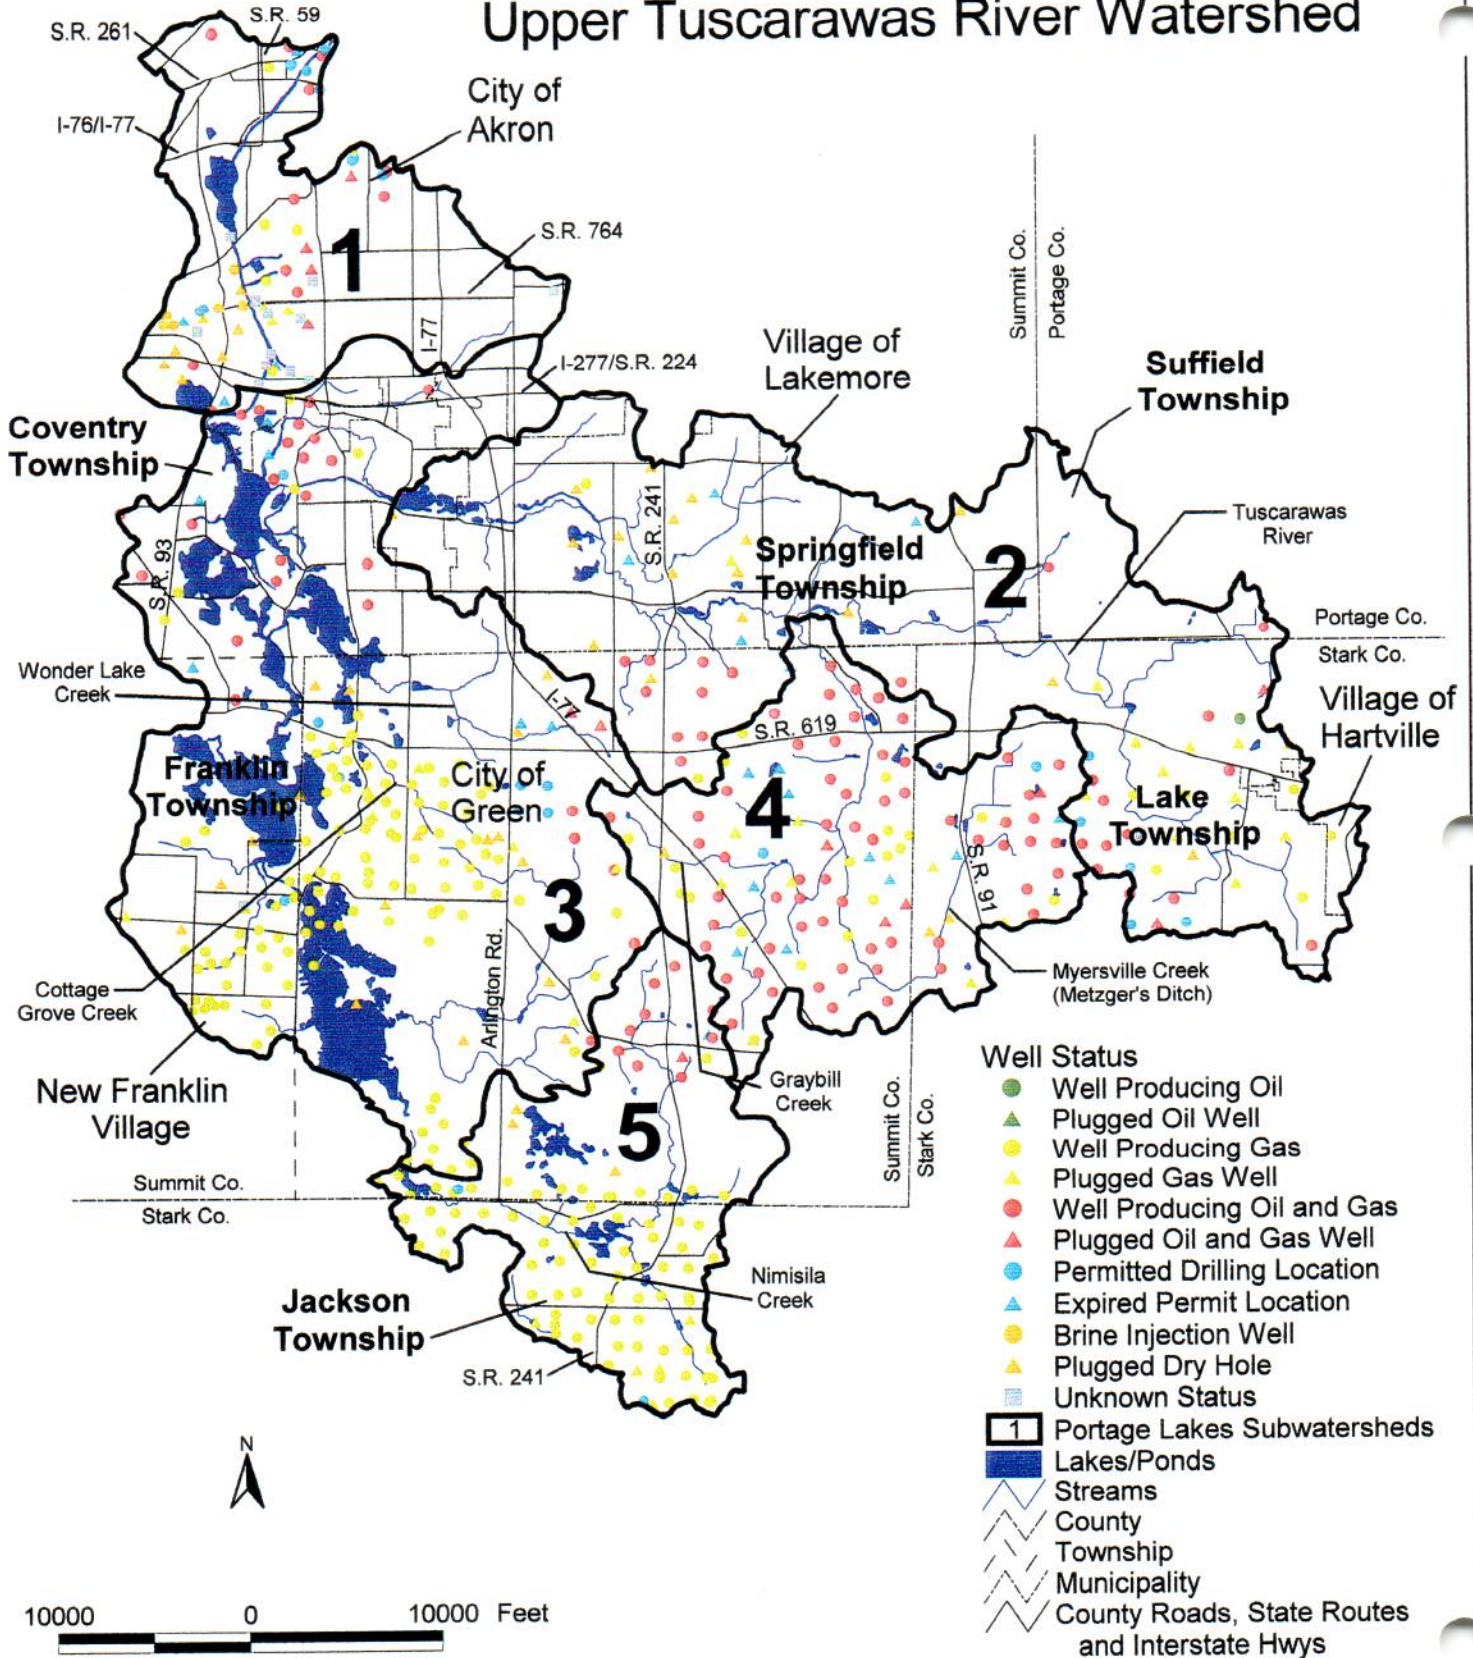 Upper Tuscarawas River Watershed
S.R. 59
S.R. 261
City of
Akron
I-76/I-77
S.R. 764
1
Summit Co.
Portage Co.
I-77
I-277/S.R. 224
Village of
Lakemore
Suffield
Township
Coventry
Township
S.R. 241
Tuscarawas
River
S.R. 93
Springfield
Township
2
Portage Co.
Stark Co.
Wonder Lake
Creek
I-77
S.R. 619
Village of
Hartville
Franklin
Township
City of
Green
4
Lake
Township
S.R. 91
3
Arlington Rd.
Cottage
Grove Creek
Myersville Creek
(Metzger's Ditch)
New Franklin
Village
Graybill
Creek
5
Summit Co.
Stark Co.
Summit Co.
Stark Co.
Nimisila
Creek
Jackson
Township
S.R. 241
Well Status
Well Producing Oil
Plugged Oil Well
Well Producing Gas
Plugged Gas Well
Well Producing Oil and Gas
Plugged Oil and Gas Well
Permitted Drilling Location
Expired Permit Location
Brine Injection Well
Plugged Dry Hole
Unknown Status
1 Portage Lakes Subwatersheds
Lakes/Ponds
Streams
County
Township
Municipality
County Roads, State Routes
and Interstate Hwys
N
10000 0 10000 Feet